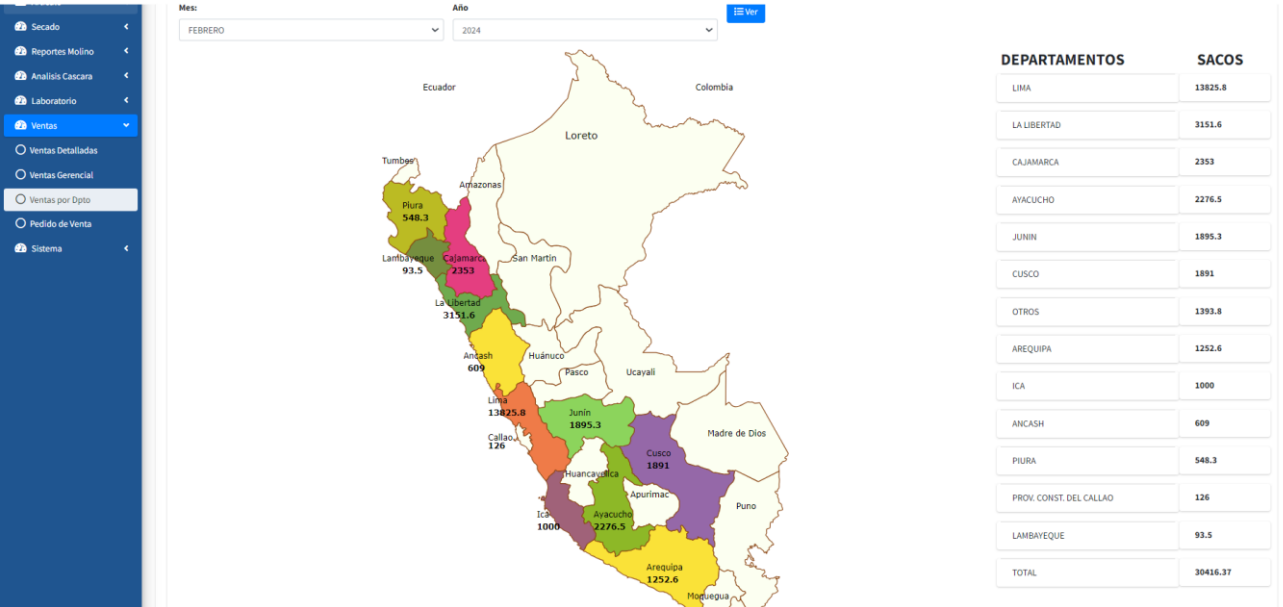 Mes:
Año
Ver
FEBRERO
2024
Secado
Reportes Molino
Analisis Cascara
Laboratorio
Ventas
Ventas Detalladas
Ventas Gerencial
Ventas por Dpto
Pedido de Venta
Sistema
Ecuador
Colombia
Loreto
Tumbes
Amazonas
Piura
548.3
Lambayeque
93.5
Cajamarca
2353
San Martín
La Libertad
3151.6
Ancash
609
Huánuco
Pasco
Ucayali
Lima
13825.8
Junín
1895.3
Callao
126
Madre de Dios
Cusco
1891
Huancavelica
Apurimac
Puno
Ica
1000
Ayacucho
2276.5
Arequipa
1252.6
Moquegua
DEPARTAMENTOS SACOS
LIMA 13825.8
LA LIBERTAD 3151.6
CAJAMARCA 2353
AYACUCHO 2276.5
JUNIN 1895.3
CUSCO 1891
OTROS 1393.8
AREQUIPA 1252.6
ICA 1000
ANCASH 609
PIURA 548.3
PROV. CONST. DEL CALLAO 126
LAMBAYEQUE 93.5
TOTAL 30416.37